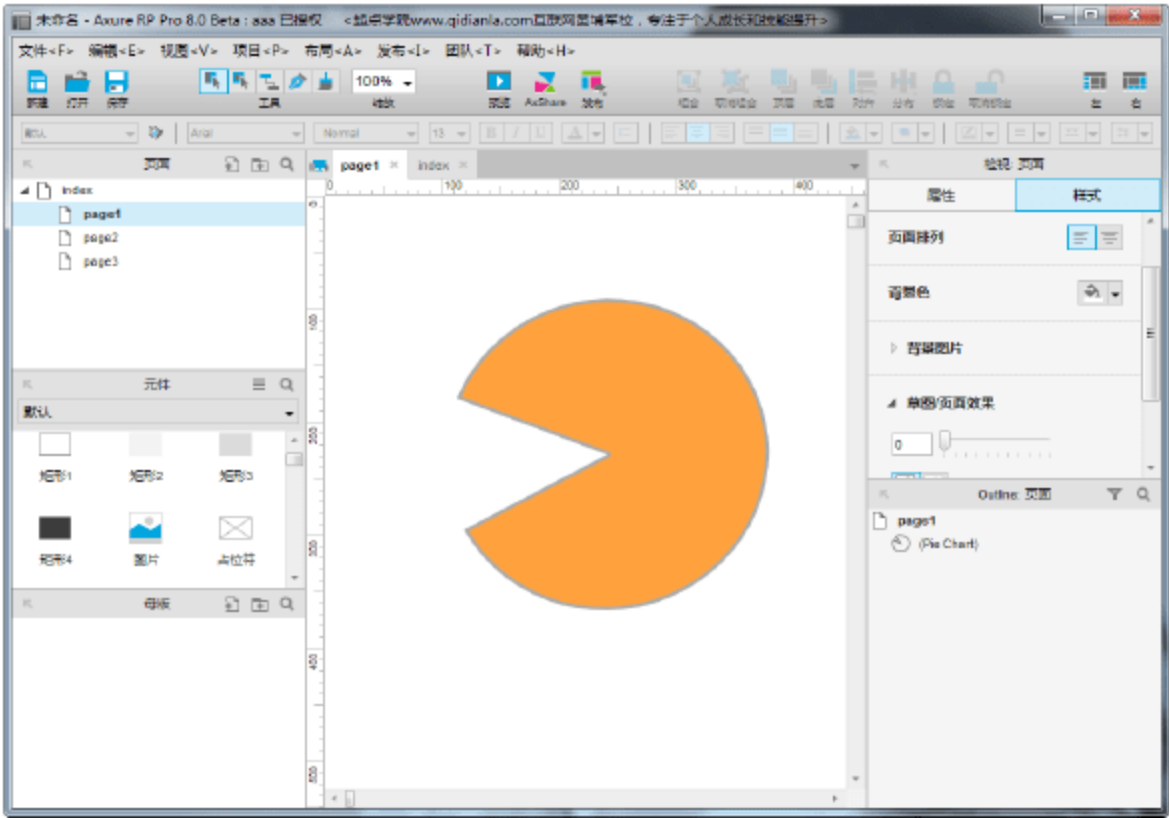 未命名 - Axure RP Pro 8.0 Beta : aaa 已授权 <起点学院www.qidianla.com互联网黄埔军校，专注于个人成长和技能提升>
文件<F> 编辑<E> 视图<V> 项目<P> 布局<A> 发布<I> 团队<T> 帮助<H>
100%
新建 打开 保存 工具 缩放 预览 AxShare 发布 组合 取消组合 顶层 底层 对齐 分布 锁定 取消锁定 左 右
默认 Arial Normal 13 B I U
页面
page1 index
检视: 页面
index
page1
page2
page3
0 100 200 300 400
属性 样式
页面排列
背景色
背景图片
草图/页面效果
0
0
100
200
300
400
500
元件
默认
矩形1 矩形2 矩形3
矩形4 图片 占位符
母版
Outline: 页面
page1
(Pie Chart)